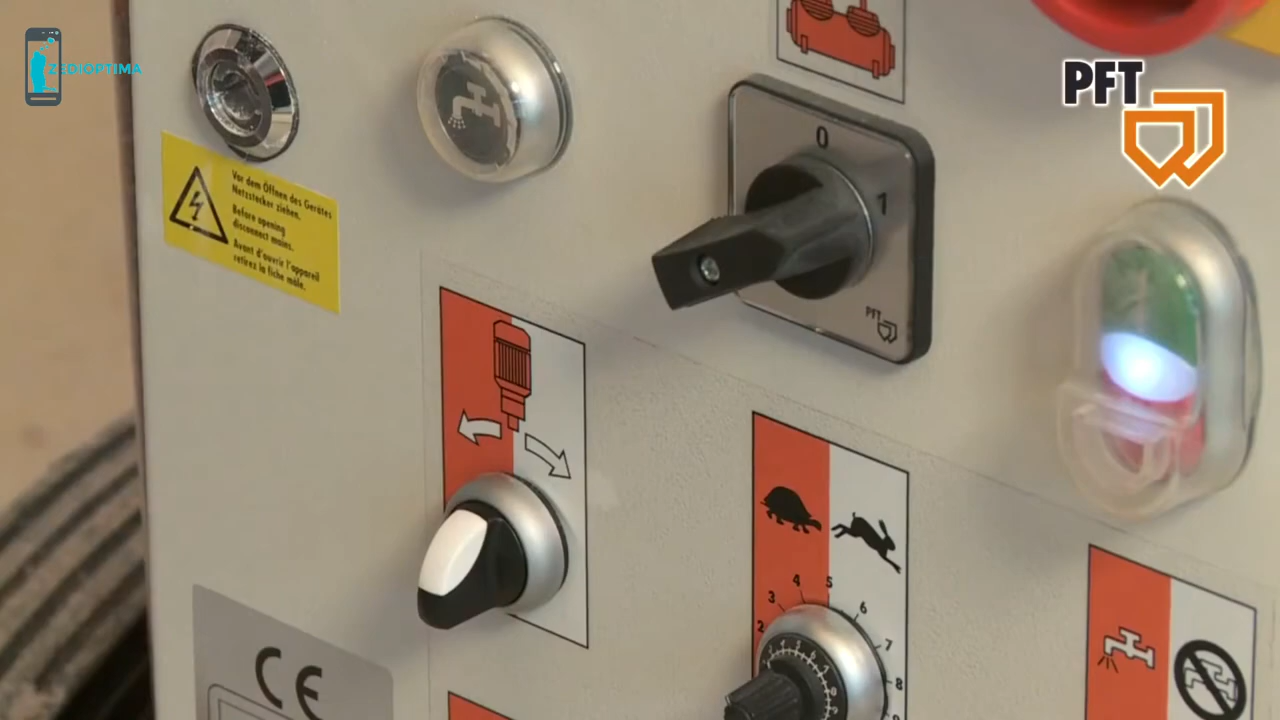 ZEDIOPTIMA
PFT
0
1
PFT
Vor dem Öffnen des Gerätes
Netzstecker ziehen.
Before opening
disconnect mains.
Avant d'ouvrir l'appareil
retirez la fiche mâle.
2
3
4
5
6
7
8
CE